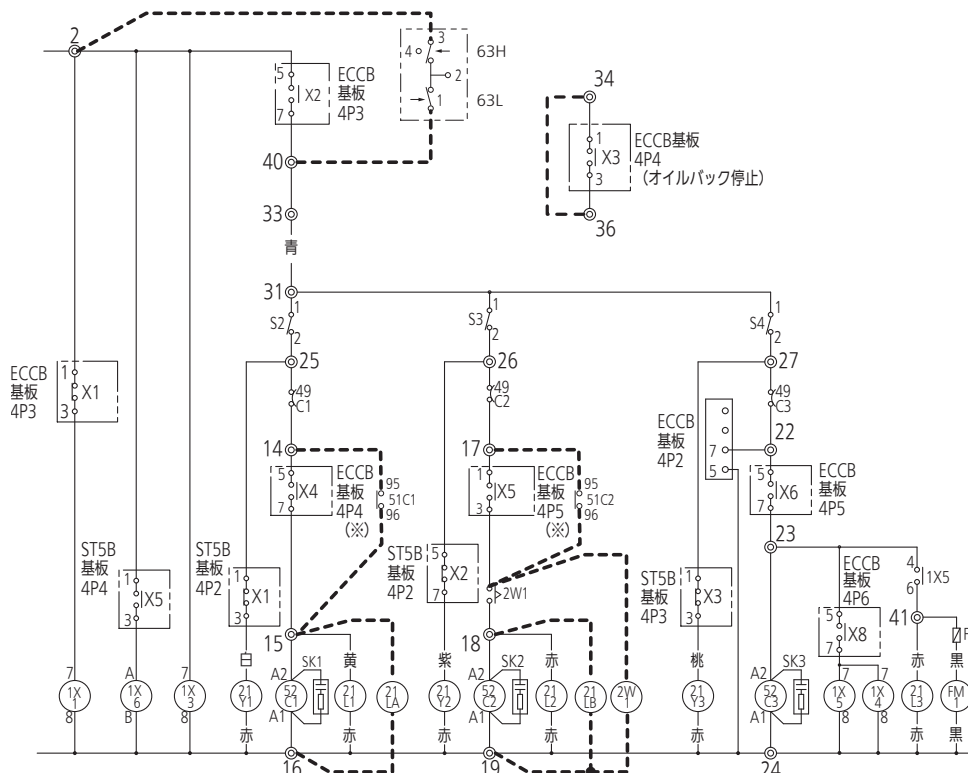 2
3
4
63H
2
1
63L
5
X2
7
ECCB
基板
4P3
34
1
X3
3
ECCB基板
4P4
(オイルバック停止)
36
40
33
青
31
S2
1
2
S3
1
2
S4
1
2
25
26
27
ECCB
基板
4P3
1
X1
3
49
C1
49
C2
49
C3
ECCB
基板
4P2
7
5
14
17
22
5
X4
7
ECCB
基板
4P4
(※)
95
51C1
96
1
X5
3
ECCB
基板
4P5
(※)
95
51C2
96
5
X6
7
ECCB
基板
4P5
23
ST5B
基板
4P4
1
X5
3
ST5B
基板
4P2
1
X1
3
ST5B
基板
4P2
5
X2
7
2W1
ST5B
基板
4P3
1
X3
3
ECCB
基板
4P6
5
X8
7
4
6
1X5
41
F
15
18
白
黄
紫
赤
桃
赤
黒
7
1X
1
8
A
1X
6
B
7
1X
3
8
21
Y1
赤
A2
52
C1
A1
SK1
21
L1
赤
21
LA
21
Y2
赤
A2
52
C2
A1
SK2
21
L2
赤
21
LB
2W
1
21
Y3
赤
A2
52
C3
A1
SK3
7
1X
5
8
7
1X
4
8
21
L3
赤
FM
1
黒
16
19
24